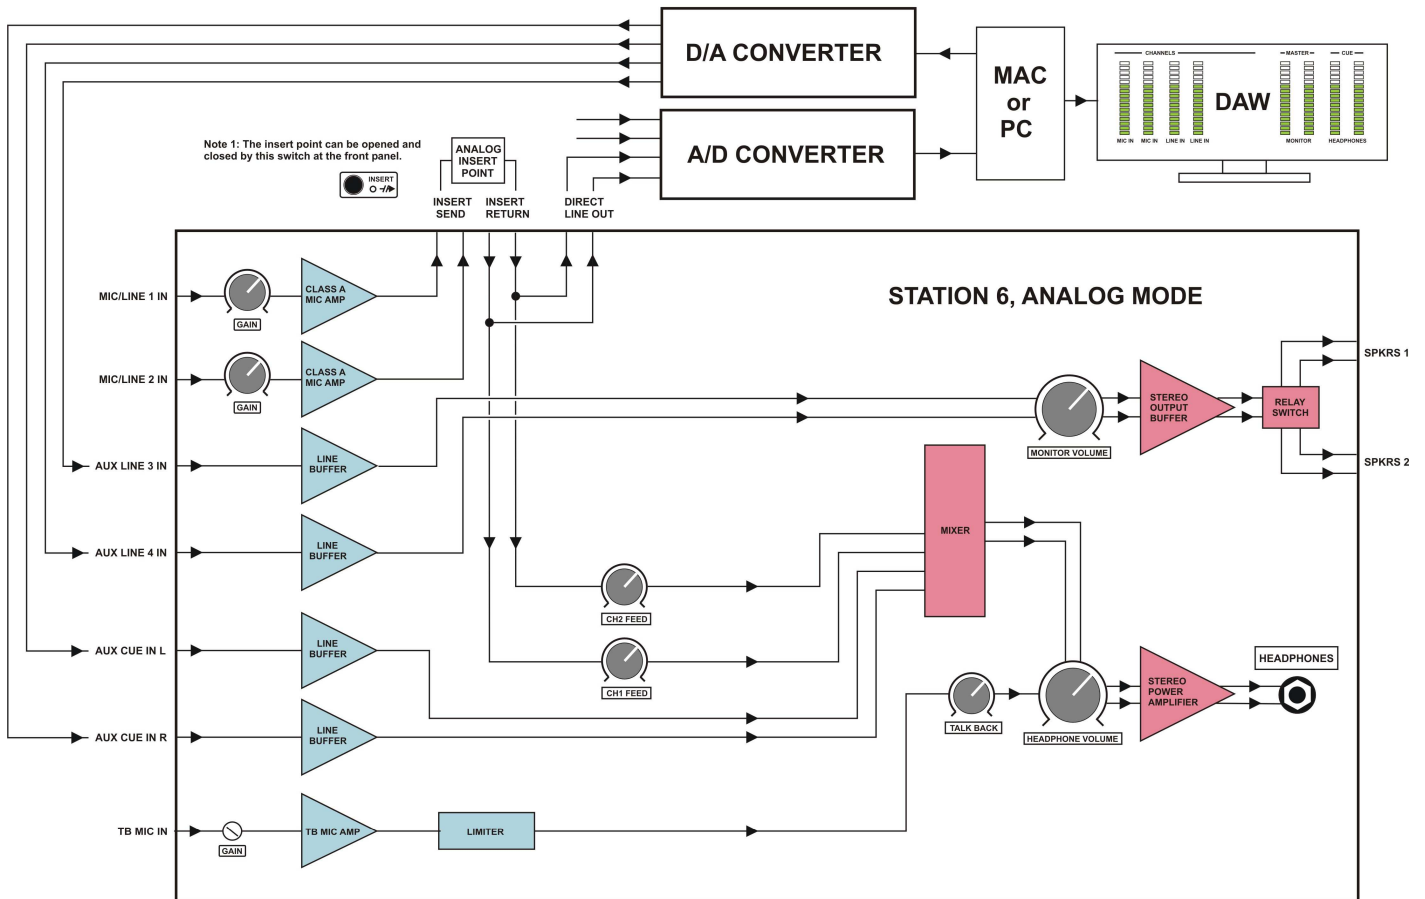 D/A CONVERTER
MAC
or
PC
CHANNELS
MASTER
CUE
DAW
MIC IN
MIC IN
LINE IN
LINE IN
MONITOR
HEADPHONES
Note 1: The insert point can be opened and
closed by this switch at the front panel.
INSERT
ANALOG
INSERT
POINT
A/D CONVERTER
INSERT
SEND
INSERT
RETURN
DIRECT
LINE OUT
STATION 6, ANALOG MODE
MIC/LINE 1 IN
GAIN
CLASS A
MIC AMP
MIC/LINE 2 IN
GAIN
CLASS A
MIC AMP
MONITOR VOLUME
STEREO
OUTPUT
BUFFER
RELAY
SWITCH
SPKRS 1
SPKRS 2
AUX LINE 3 IN
LINE
BUFFER
AUX LINE 4 IN
LINE
BUFFER
MIXER
CH2 FEED
AUX CUE IN L
LINE
BUFFER
CH1 FEED
AUX CUE IN R
LINE
BUFFER
TALK BACK
HEADPHONE VOLUME
STEREO
POWER
AMPLIFIER
HEADPHONES
TB MIC IN
GAIN
TB MIC AMP
LIMITER